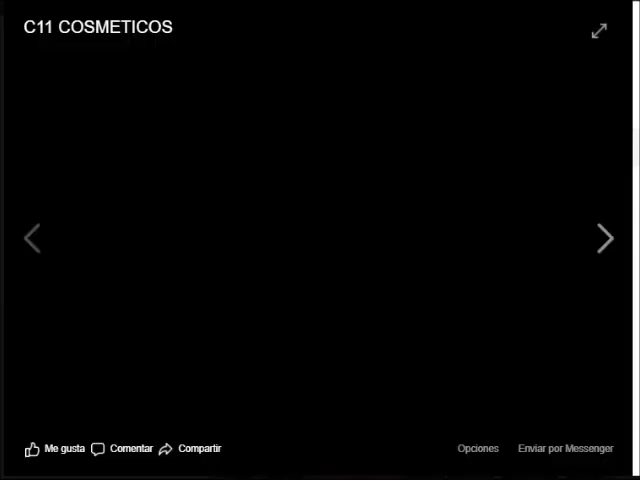 C11 COSMETICOS
Me gusta Comentar Compartir Opciones Enviar por Messenger